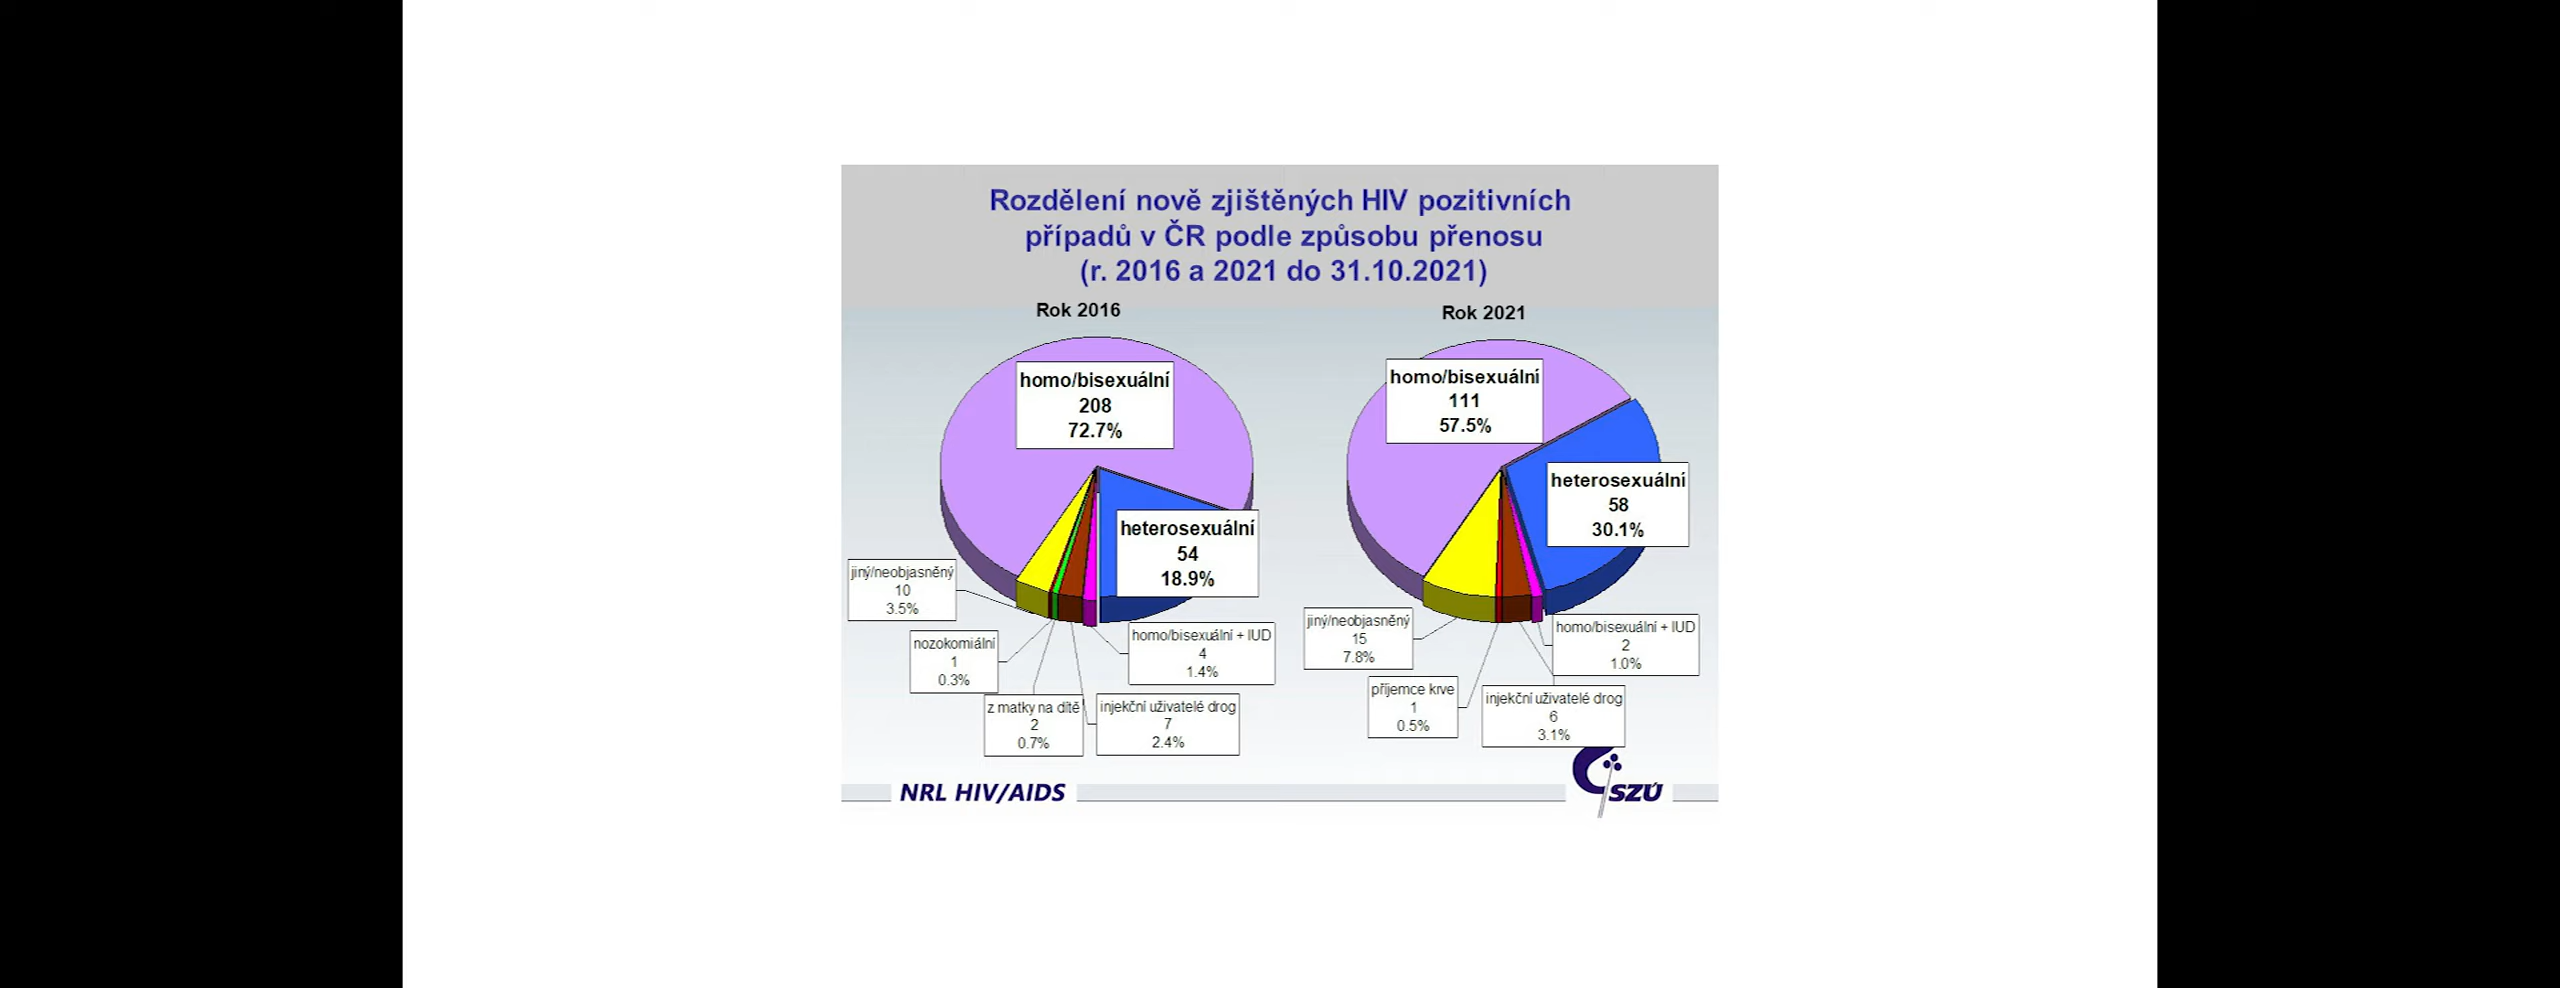 Rozdělení nově zjištěných HIV pozitivních
případů v ČR podle způsobu přenosu
(r. 2016 a 2021 do 31.10.2021)
Rok 2016
homo/bisexuální
208
72.7%
heterosexuální
54
18.9%
jiný/neobjasněný
10
3.5%
nozokomiální
1
0.3%
z matky na dítě
2
0.7%
injekční uživatelé drog
7
2.4%
homo/bisexuální + IUD
4
1.4%
Rok 2021
homo/bisexuální
111
57.5%
heterosexuální
58
30.1%
jiný/neobjasněný
15
7.8%
příjemce krve
1
0.5%
injekční uživatelé drog
6
3.1%
homo/bisexuální + IUD
2
1.0%
NRL HIV/AIDS
SZÚ